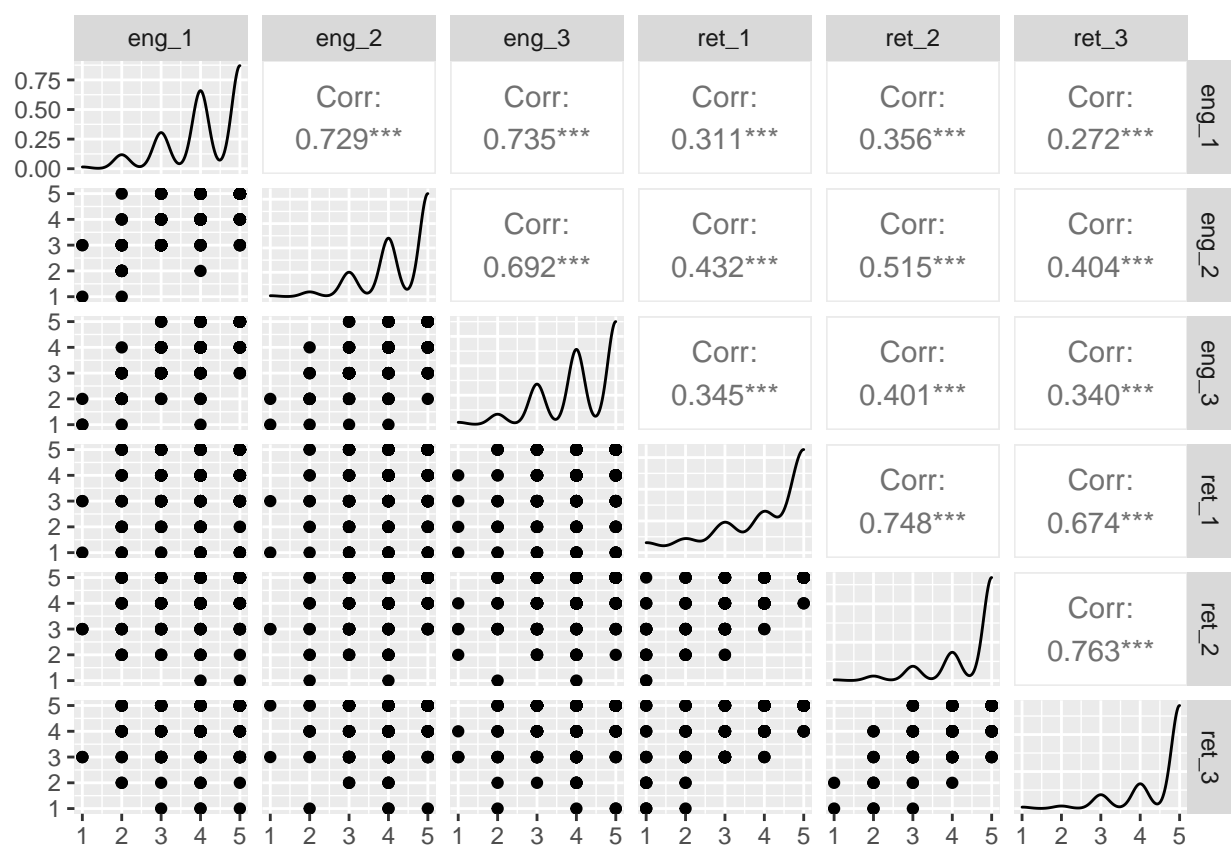 eng_1 eng_2 eng_3 ret_1 ret_2 ret_3
0.75
0.50
0.25
0.00
Corr: Corr: Corr: Corr: Corr:
0.729*** 0.735*** 0.311*** 0.356*** 0.272***
eng_1
5
4
3
2
1
Corr: Corr: Corr: Corr:
0.692*** 0.432*** 0.515*** 0.404***
eng_2
5
4
3
2
1
Corr: Corr: Corr:
0.345*** 0.401*** 0.340***
eng_3
5
4
3
2
1
Corr: Corr:
0.748*** 0.674***
ret_1
5
4
3
2
1
Corr:
0.763***
ret_2
5
4
3
2
1
ret_3
1 2 3 4 5 1 2 3 4 5 1 2 3 4 5 1 2 3 4 5 1 2 3 4 5 1 2 3 4 5